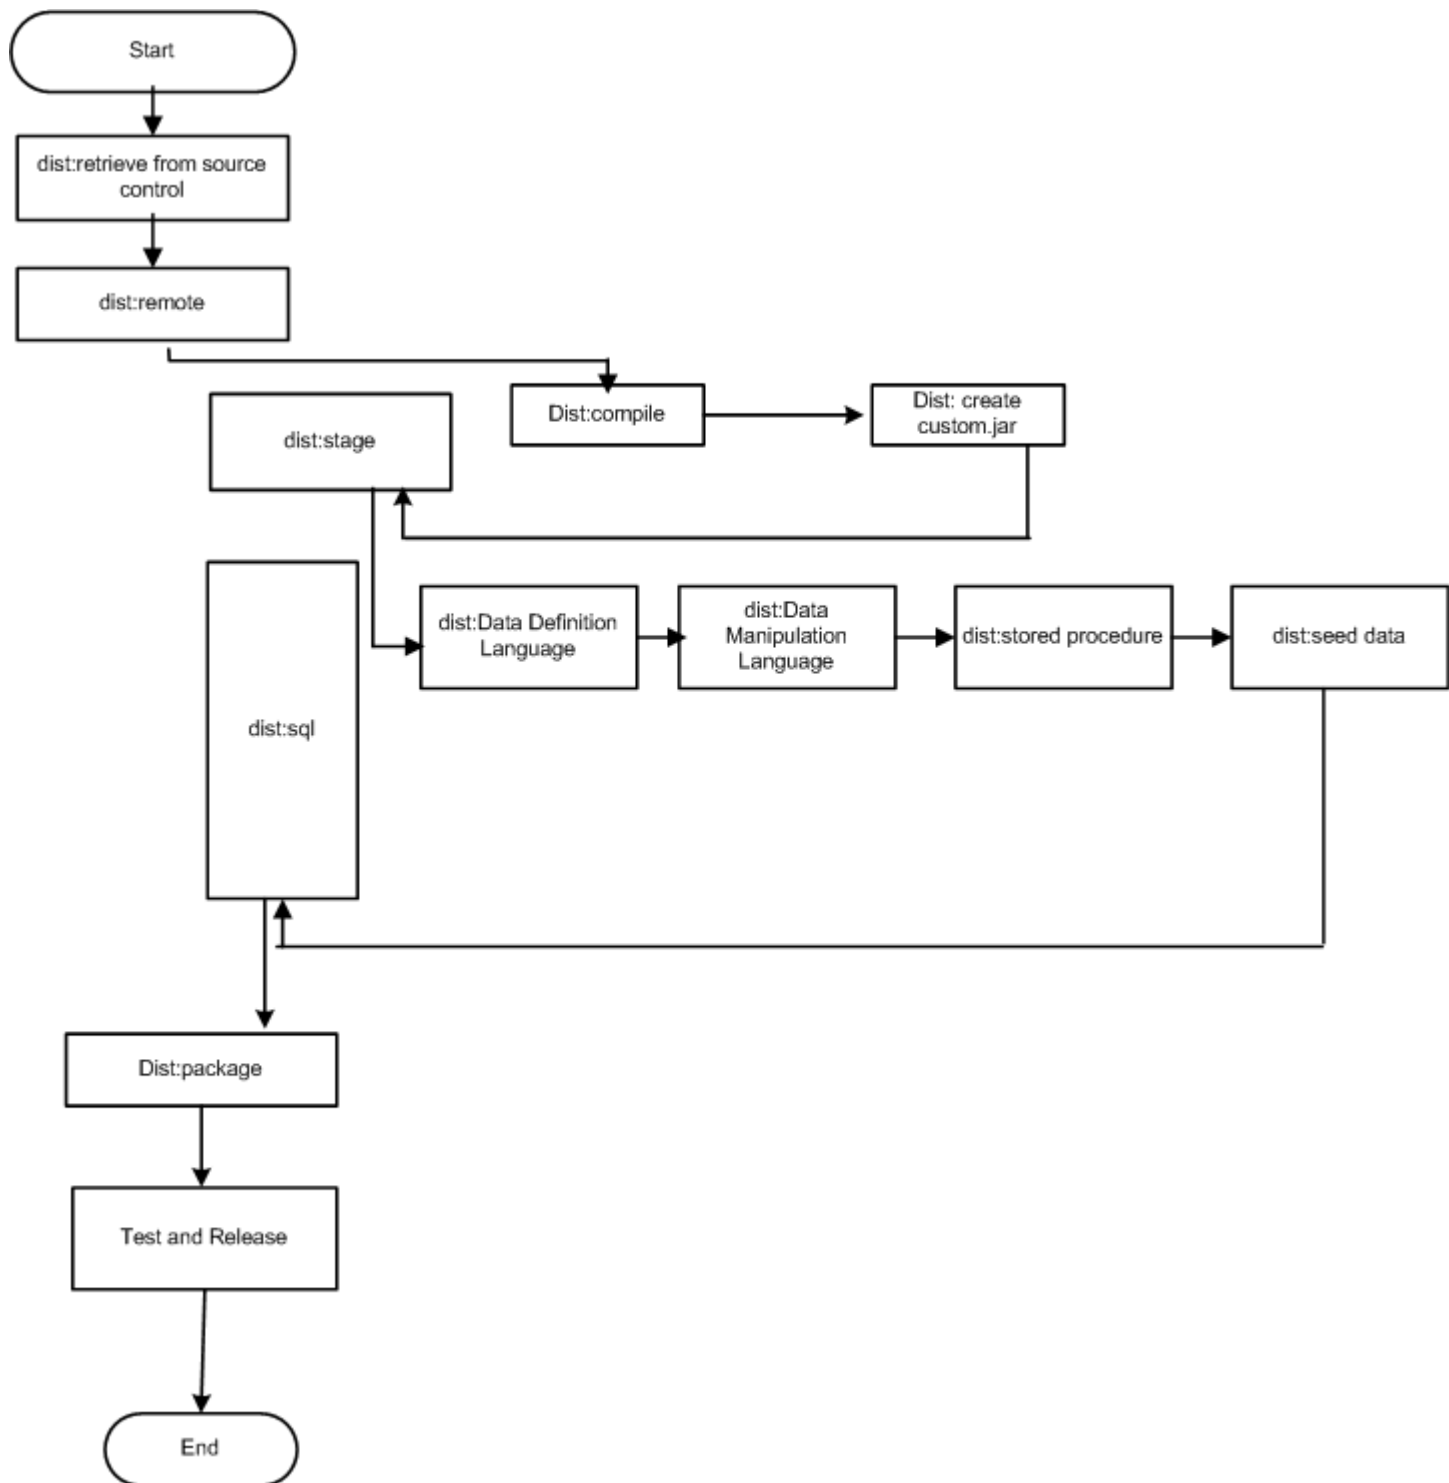 Start
dist:retrieve from source
control
dist:remote
Dist:compile
Dist: create
custom.jar
dist:stage
dist:Data Definition
Language
dist:Data
Manipulation
Language
dist:stored procedure
dist:seed data
dist:sql
Dist:package
Test and Release
End